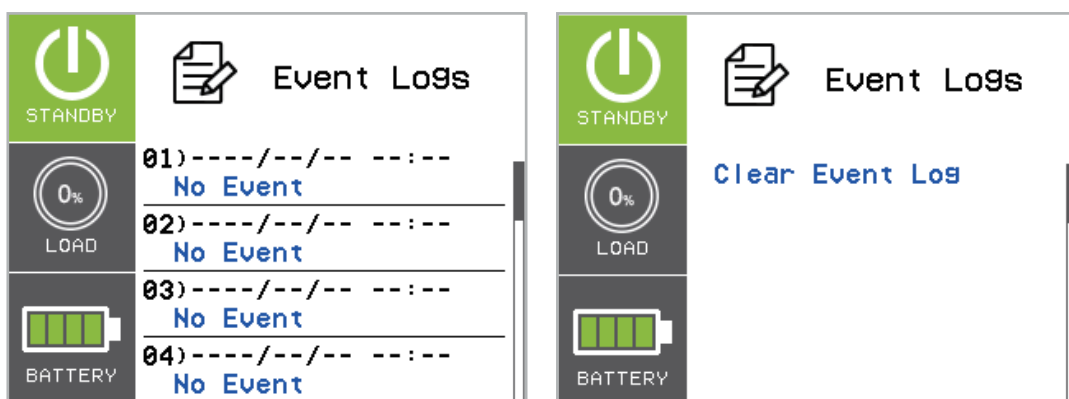 Event Logs
STANDBY
01)----/--/-- --:--
No Event
0%
02)----/--/-- --:--
LOAD
No Event
03)----/--/-- --:--
No Event
04)----/--/-- --:--
BATTERY
No Event
Event Logs
STANDBY
Clear Event Log
0%
LOAD
BATTERY